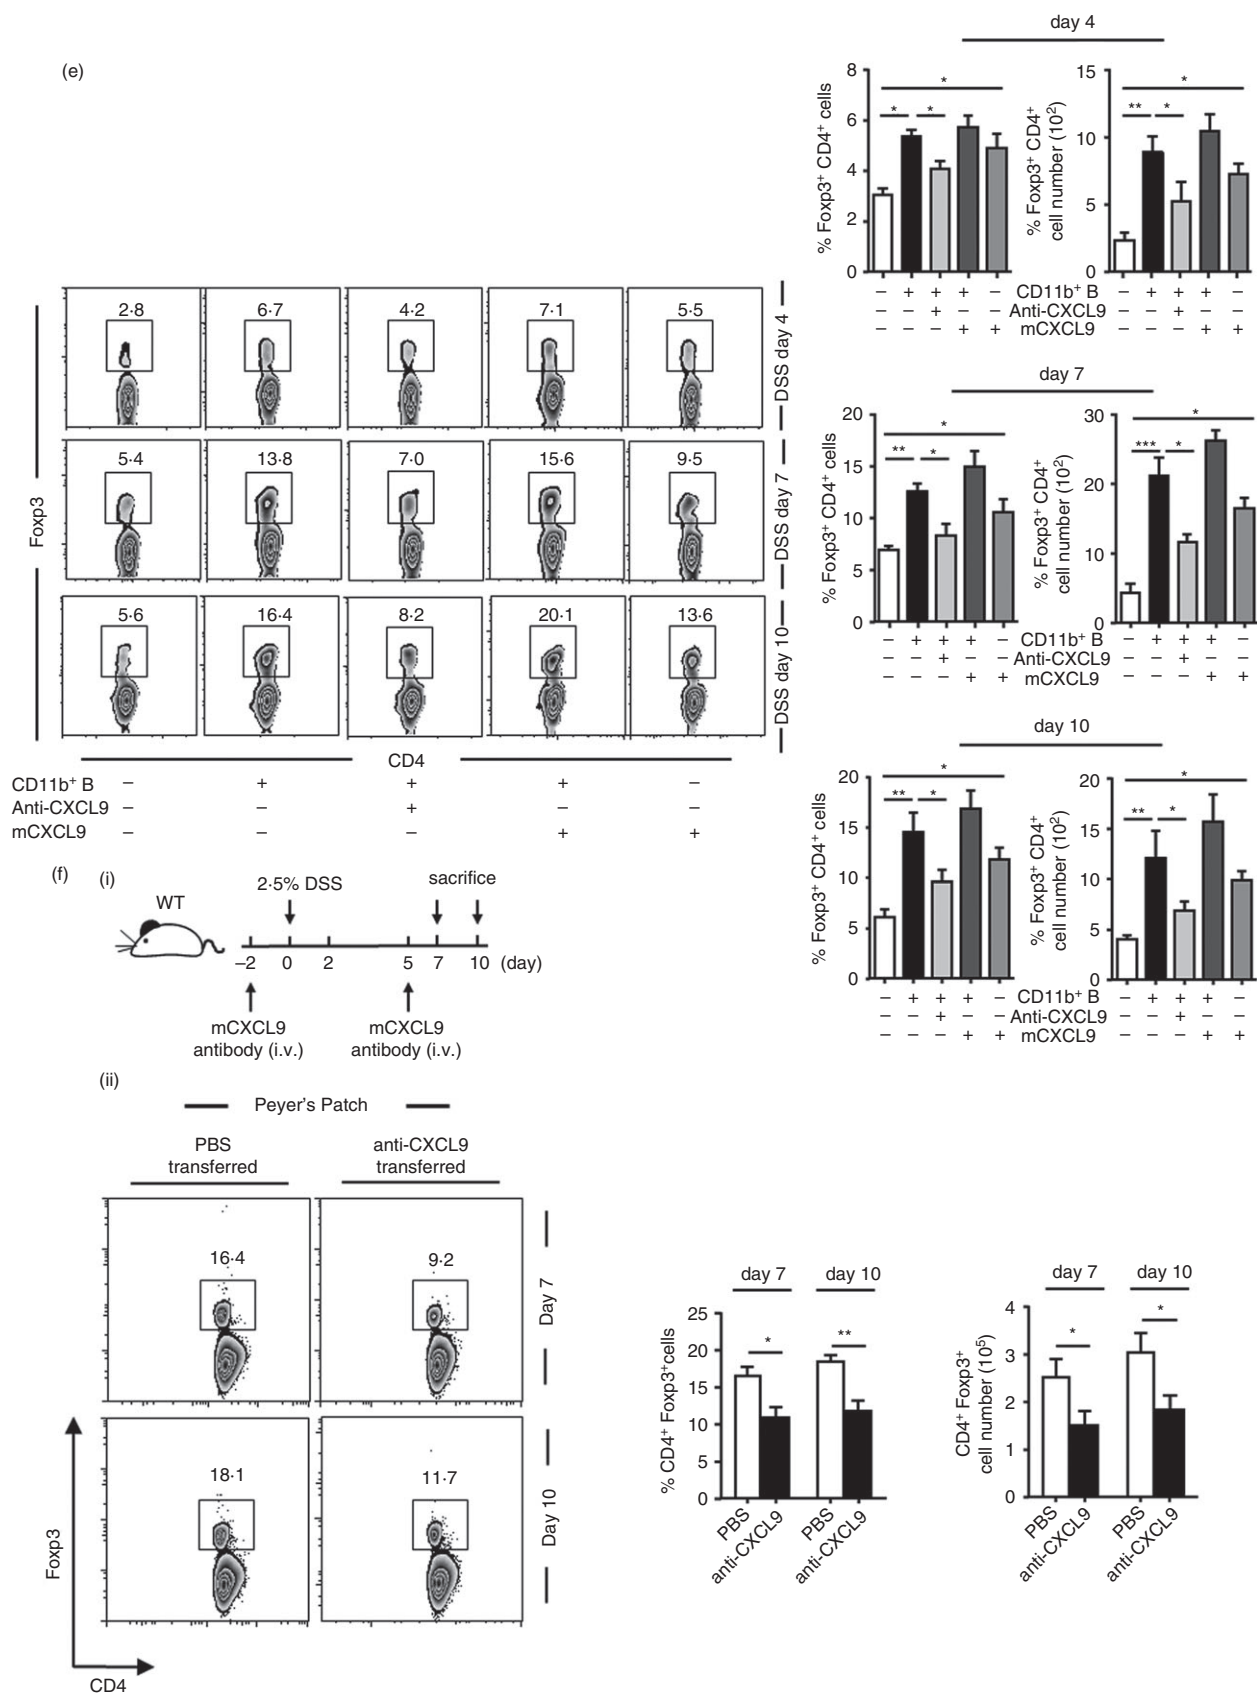 (e)
2·8 6·7 4·2 7·1 5·5
DSS day 4
5·4 13·8 7·0 15·6 9·5
DSS day 7
5·6 16·4 8·2 20·1 13·6
DSS day 10
Foxp3
CD4
CD11b⁺ B – + + + –
Anti-CXCL9 – – + – –
mCXCL9 – – – + +
day 4
% Foxp3⁺ CD4⁺ cells
8
6
4
2
0
* * *
% Foxp3⁺ CD4⁺
cell number (10²)
15
10
5
0
** * *
– + + + – CD11b⁺ B – + + + –
– – + – – Anti-CXCL9 – – + – –
– – – + + mCXCL9 – – – + +
day 7
% Foxp3⁺ CD4⁺ cells
20
15
10
5
0
** * *
% Foxp3⁺ CD4⁺
cell number (10²)
30
20
10
0
*** * *
– + + + – CD11b⁺ B – + + + –
– – + – – Anti-CXCL9 – – + – –
– – – + + mCXCL9 – – – + +
day 10
% Foxp3⁺ CD4⁺ cells
20
15
10
5
0
** * *
% Foxp3⁺ CD4⁺
cell number (10²)
20
15
10
5
0
** * *
– + + + – CD11b⁺ B – + + + –
– – + – – Anti-CXCL9 – – + – –
– – – + + mCXCL9 – – – + +
(f) (i)
WT
2·5% DSS
sacrifice
–2 0 2 5 7 10 (day)
mCXCL9
antibody (i.v.)
mCXCL9
antibody (i.v.)
(ii)
Peyer's Patch
PBS
transferred
anti-CXCL9
transferred
16·4 9·2
Day 7
18·1 11·7
Day 10
Foxp3
CD4
day 7 day 10
% CD4⁺ Foxp3⁺cells
25
20
15
10
5
0
* **
PBS
anti-CXCL9
PBS
anti-CXCL9
day 7 day 10
CD4⁺ Foxp3⁺
cell number (10⁵)
4
3
2
1
0
* *
PBS
anti-CXCL9
PBS
anti-CXCL9